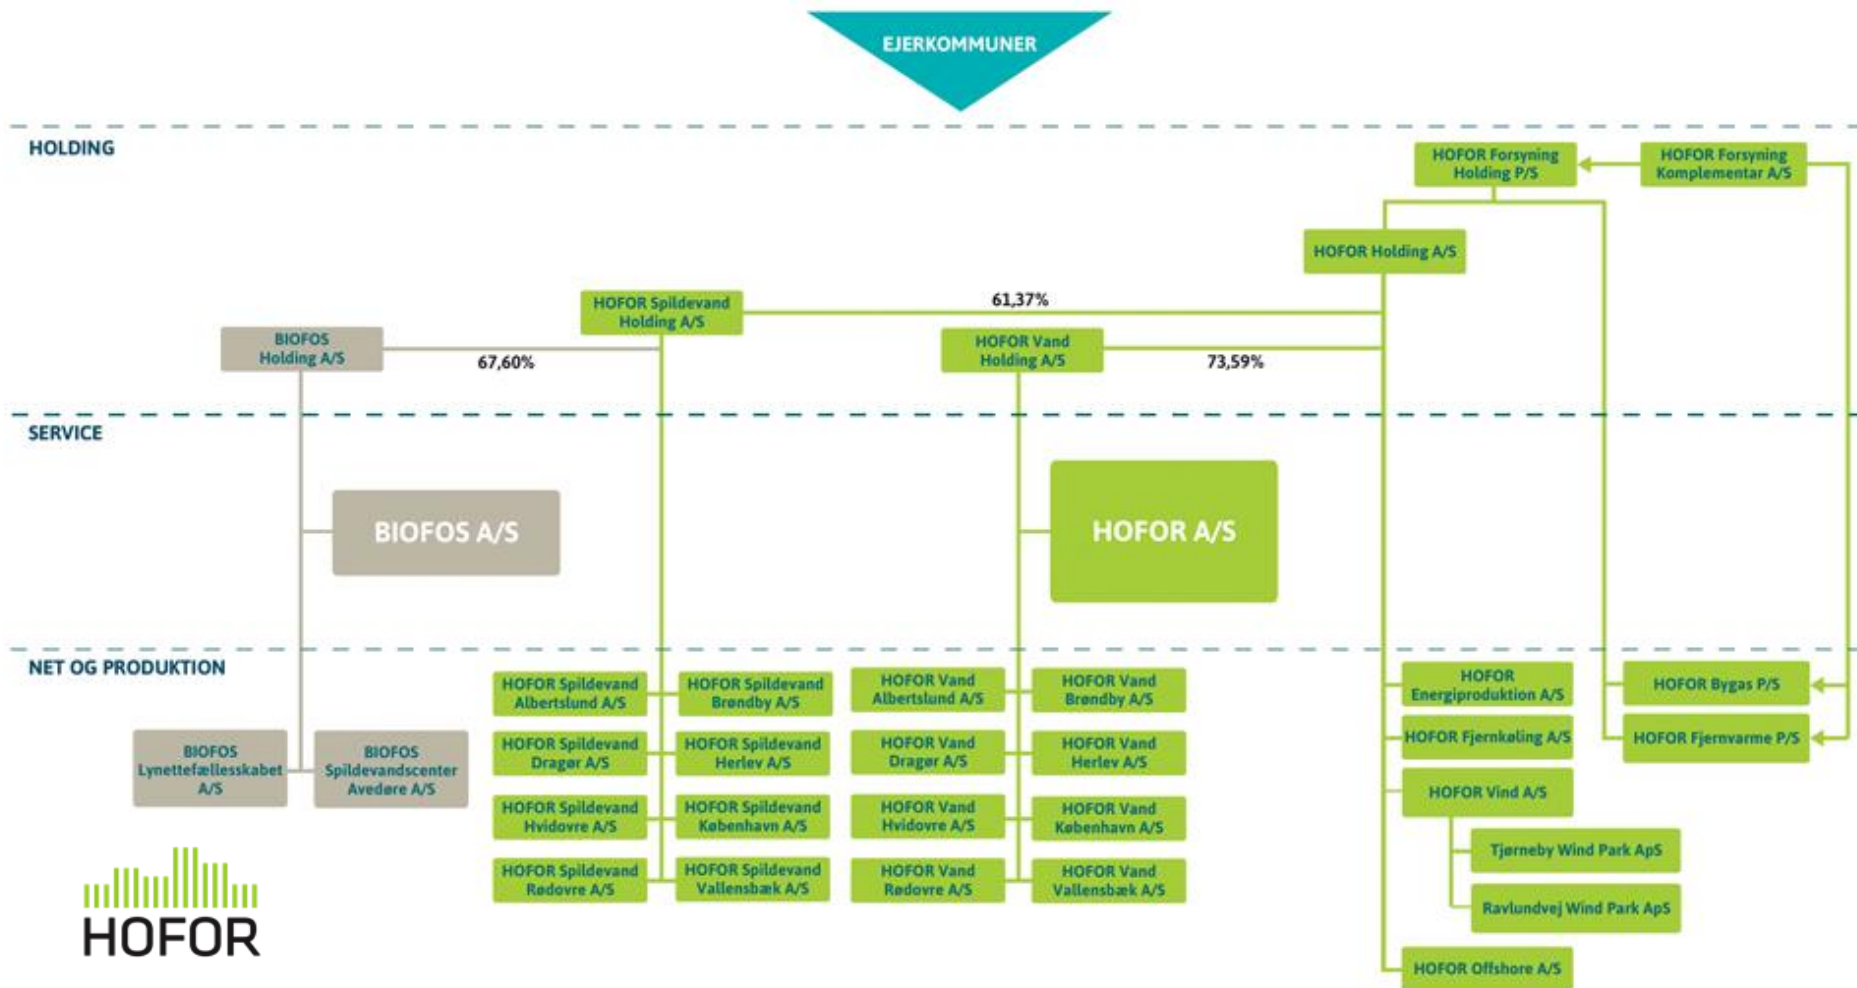 EJERKOMMUNER
HOLDING
HOFOR Forsyning
Holding P/S
HOFOR Forsyning
Komplementar A/S
HOFOR Holding A/S
HOFOR Spildevand
Holding A/S
61,37%
BIOFOS
Holding A/S
67,60%
HOFOR Vand
Holding A/S
73,59%
SERVICE
BIOFOS A/S
HOFOR A/S
NET OG PRODUKTION
BIOFOS
Lynettefællesskabet
A/S
BIOFOS
Spildevandscenter
Avedøre A/S
HOFOR Spildevand
Albertslund A/S
HOFOR Spildevand
Brøndby A/S
HOFOR Spildevand
Dragør A/S
HOFOR Spildevand
Herlev A/S
HOFOR Spildevand
Hvidovre A/S
HOFOR Spildevand
København A/S
HOFOR Spildevand
Rødovre A/S
HOFOR Spildevand
Vallensbæk A/S
HOFOR Vand
Albertslund A/S
HOFOR Vand
Brøndby A/S
HOFOR Vand
Dragør A/S
HOFOR Vand
Herlev A/S
HOFOR Vand
Hvidovre A/S
HOFOR Vand
København A/S
HOFOR Vand
Rødovre A/S
HOFOR Vand
Vallensbæk A/S
HOFOR
Energiproduktion A/S
HOFOR Fjernkøling A/S
HOFOR Vind A/S
Tjørneby Wind Park ApS
Ravlundvej Wind Park ApS
HOFOR Offshore A/S
HOFOR Bygas P/S
HOFOR Fjernvarme P/S
HOFOR